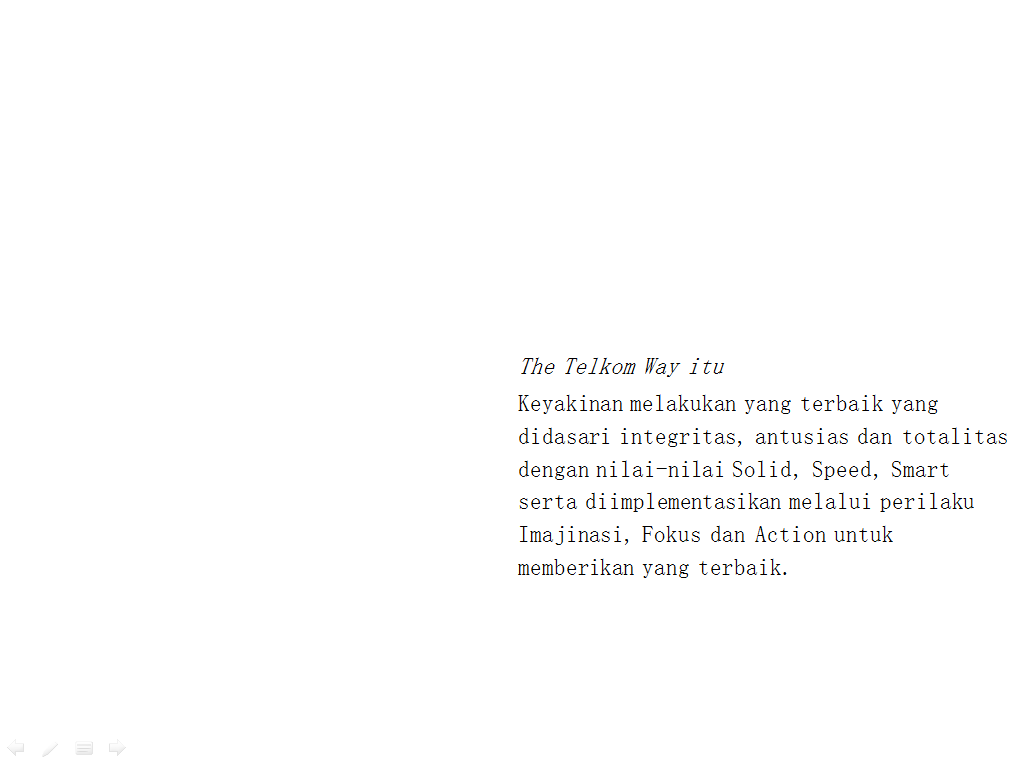 The Telkom Way itu
Keyakinan melakukan yang terbaik yang
didasari integritas, antusias dan totalitas
dengan nilai-nilai Solid, Speed, Smart
serta diimplementasikan melalui perilaku
Imajinasi, Fokus dan Action untuk
memberikan yang terbaik.